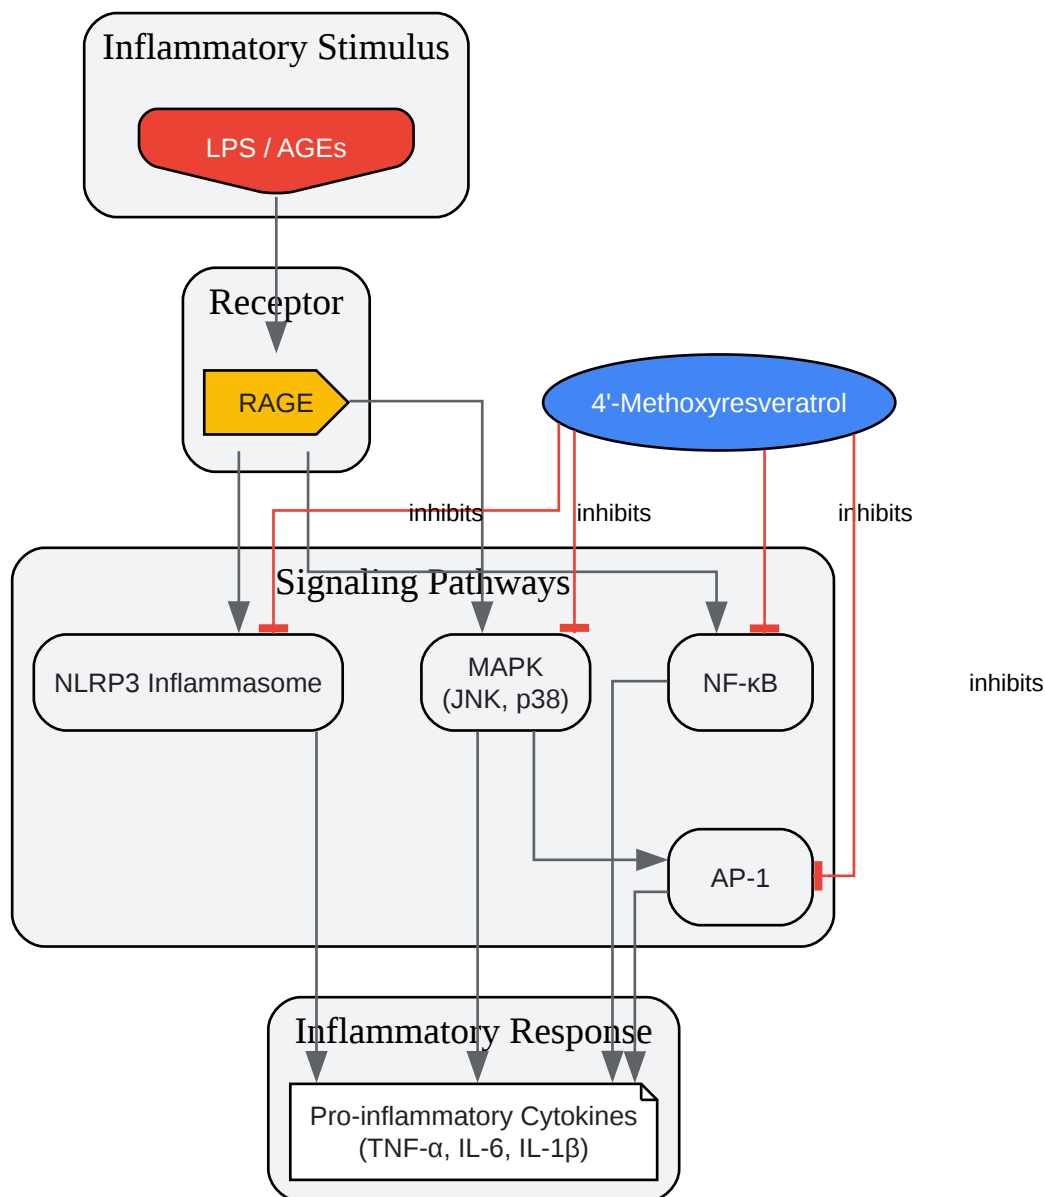 Inflammatory Stimulus
LPS / AGEs
Receptor
RAGE
4'-Methoxyresveratrol
inhibits
inhibits
inhibits
Signaling Pathways
NLRP3 Inflammasome
MAPK
(JNK, p38)
NF-κB
inhibits
AP-1
Inflammatory Response
Pro-inflammatory Cytokines
(TNF-α, IL-6, IL-1β)